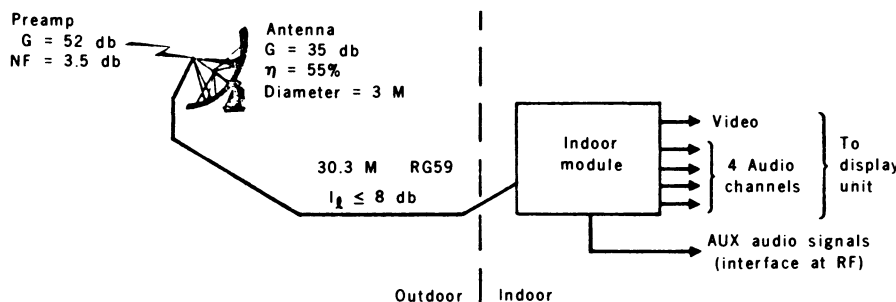 Preamp
G = 52 db
NF = 3.5 db
Antenna
G = 35 db
η = 55%
Diameter = 3 M
30.3 M RG59
Iℓ ≤ 8 db
Indoor
module
Video
4 Audio
channels
To
display
unit
AUX audio signals
(interface at RF)
Outdoor
Indoor